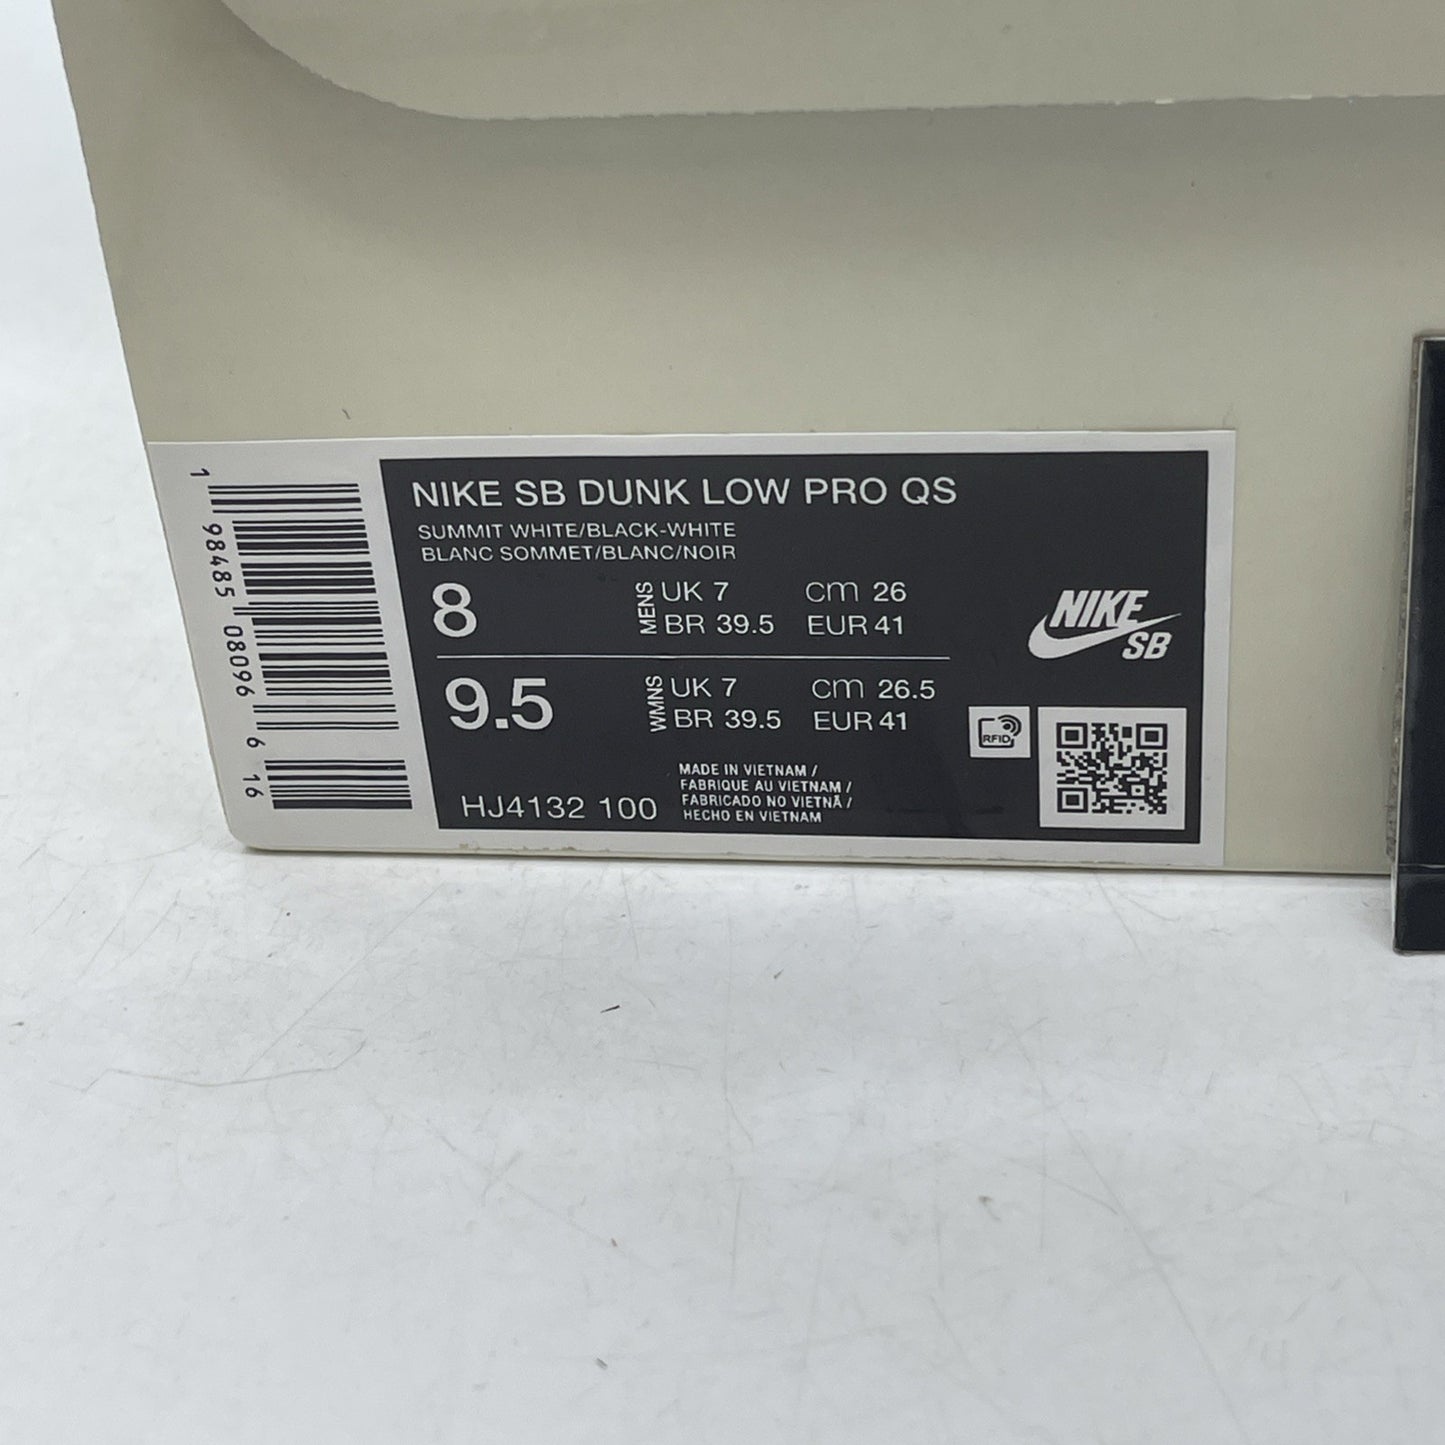 NIKE SB DUNK LOW PRO QS
SUMMIT WHITE/BLACK-WHITE
BLANC SOMMET/BLANC/NOIR
8 MENS UK 7 cm 26
BR 39.5 EUR 41
9.5 WMNS UK 7 cm 26.5
BR 39.5 EUR 41
MADE IN VIETNAM /
FABRIQUE AU VIETNAM /
FABRICADO NO VIETNÃ /
HECHO EN VIETNAM
HJ4132 100
NIKE
SB
RFID
1 98485 08096 6 16